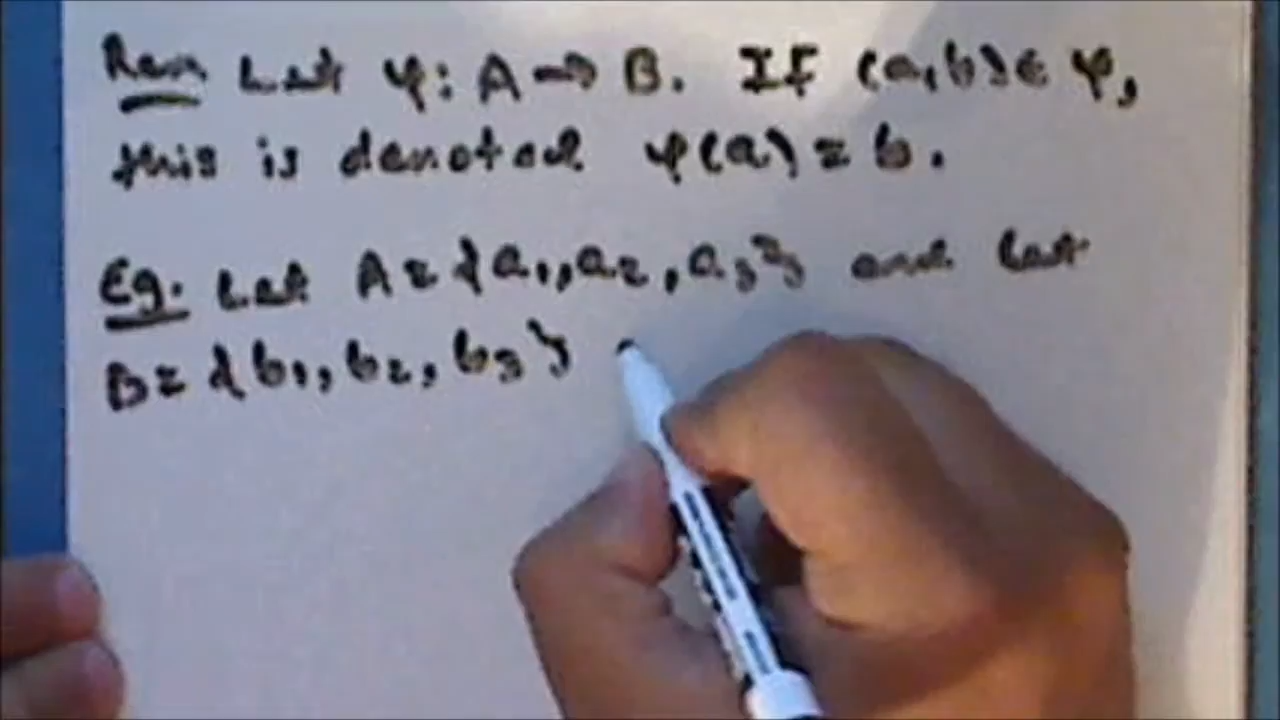 Rem Let φ: A → B. If (a,b) ∈ φ,
this is denoted φ(a) = b.
Eg. Let A = {a₁, a₂, a₃} and let
B = {b₁, b₂, b₃}